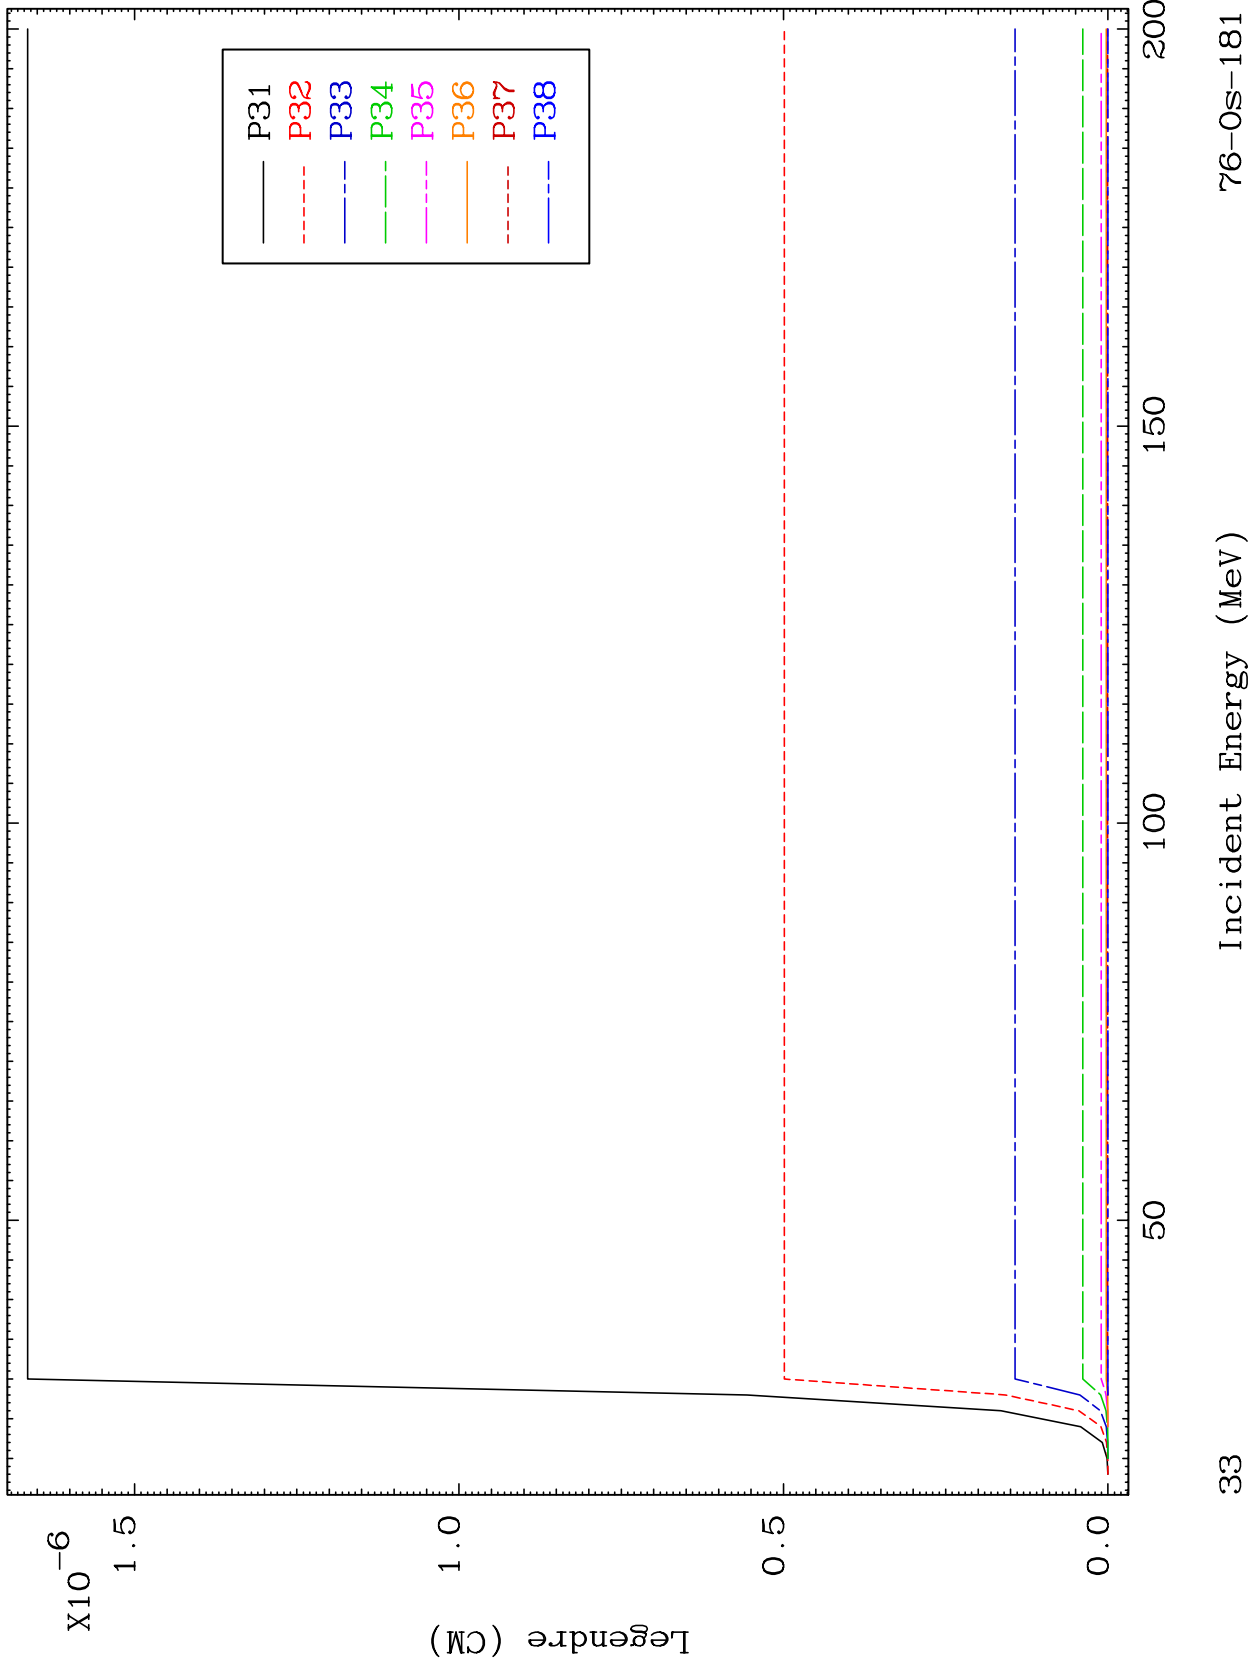 X10-6
1.5
1.0
0.5
0.0
Legendre (CM)
P31
P32
P33
P34
P35
P36
P37
P38
50
100
150
200
33
Incident Energy (MeV)
76-Os-181